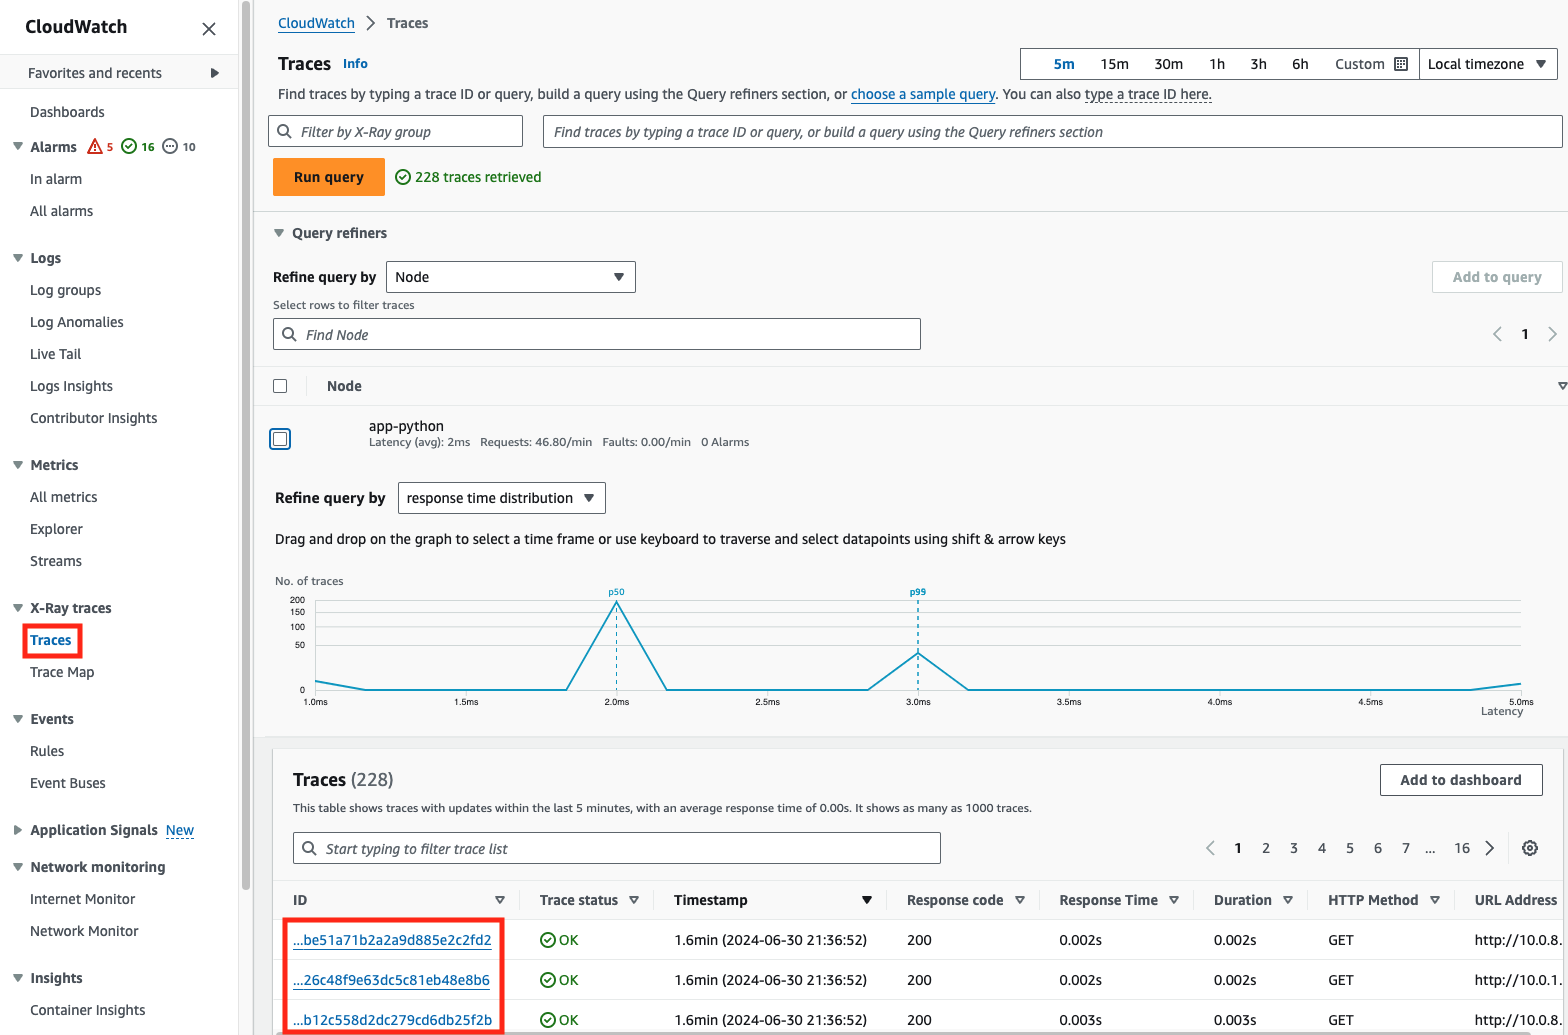 CloudWatch
Favorites and recents
Dashboards
Alarms 5 16 10
In alarm
All alarms
Logs
Log groups
Log Anomalies
Live Tail
Logs Insights
Contributor Insights
Metrics
All metrics
Explorer
Streams
X-Ray traces
Traces
Trace Map
Events
Rules
Event Buses
Application Signals New
Network monitoring
Internet Monitor
Network Monitor
Insights
Container Insights
CloudWatch Traces
Traces Info
5m 15m 30m 1h 3h 6h Custom Local timezone
Find traces by typing a trace ID or query, build a query using the Query refiners section, or choose a sample query. You can also type a trace ID here.
Filter by X-Ray group Find traces by typing a trace ID or query, or build a query using the Query refiners section
Run query 228 traces retrieved
Query refiners
Refine query by Node Add to query
Select rows to filter traces
Find Node 1
Node
app-python
Latency (avg): 2ms Requests: 46.80/min Faults: 0.00/min 0 Alarms
Refine query by response time distribution
Drag and drop on the graph to select a time frame or use keyboard to traverse and select datapoints using shift & arrow keys
No. of traces
p50 p99
200
150
100
50
0
1.0ms 1.5ms 2.0ms 2.5ms 3.0ms 3.5ms 4.0ms 4.5ms 5.0ms
Latency
Traces (228) Add to dashboard
This table shows traces with updates within the last 5 minutes, with an average response time of 0.00s. It shows as many as 1000 traces.
Start typing to filter trace list 1 2 3 4 5 6 7 ... 16
ID Trace status Timestamp Response code Response Time Duration HTTP Method URL Address
...be51a71b2a2a9d885e2c2fd2 OK 1.6min (2024-06-30 21:36:52) 200 0.002s 0.002s GET http://10.0.8.
...26c48f9e63dc5c81eb48e8b6 OK 1.6min (2024-06-30 21:36:52) 200 0.002s 0.002s GET http://10.0.1.
...b12c558d2dc279cd6db25f2b OK 1.6min (2024-06-30 21:36:52) 200 0.003s 0.003s GET http://10.0.8.